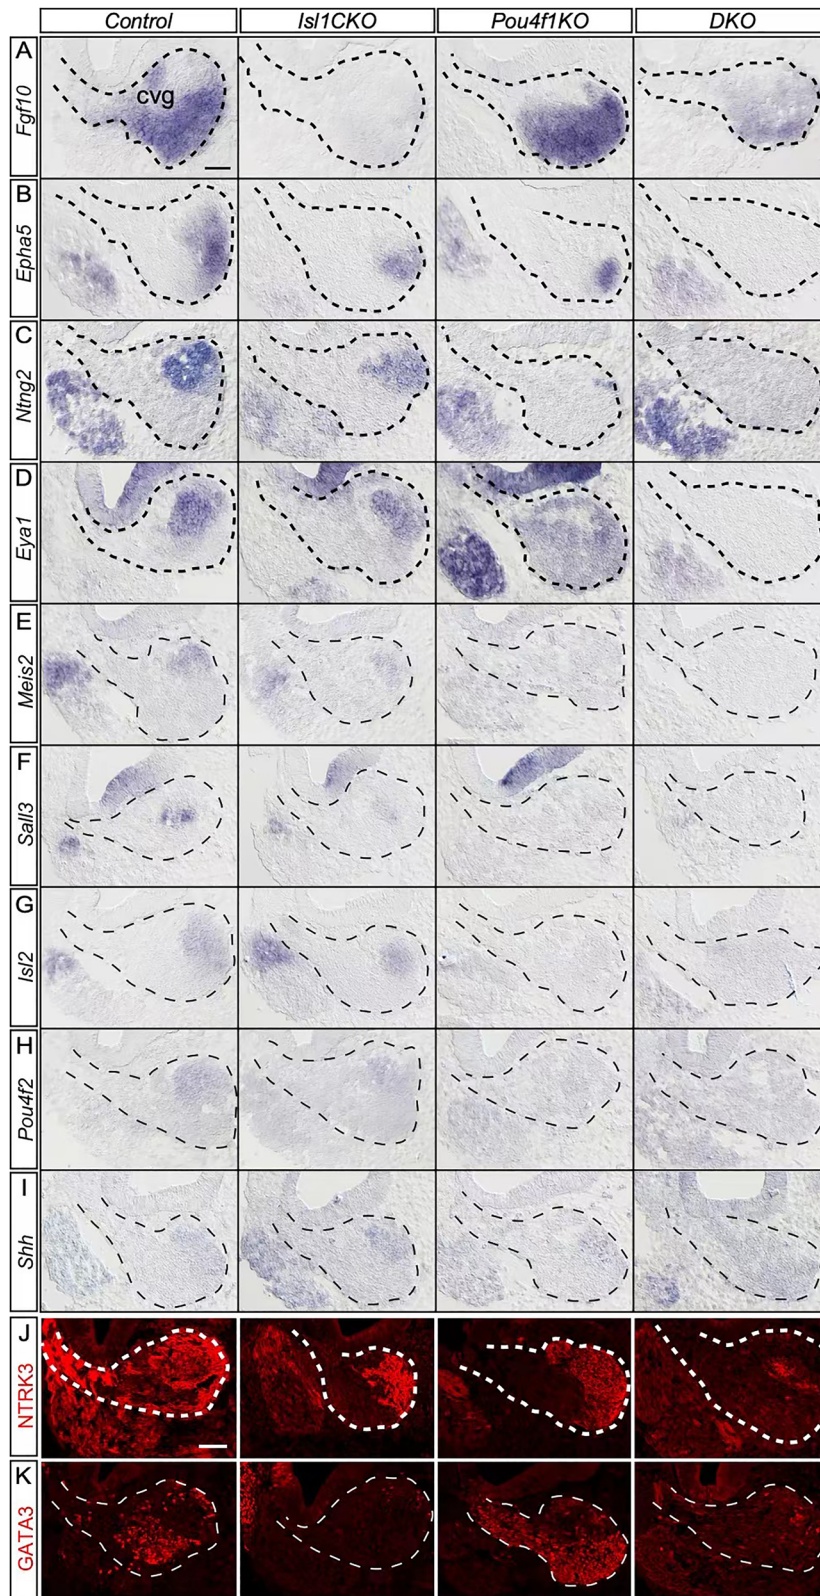 Control Isl1CKO Pou4f1KO DKO
A
Fgf10
cvg
B
Epha5
C
Ntng2
D
Eya1
E
Meis2
F
Sall3
G
Isl2
H
Pou4f2
I
Shh
J
NTRK3
K
GATA3